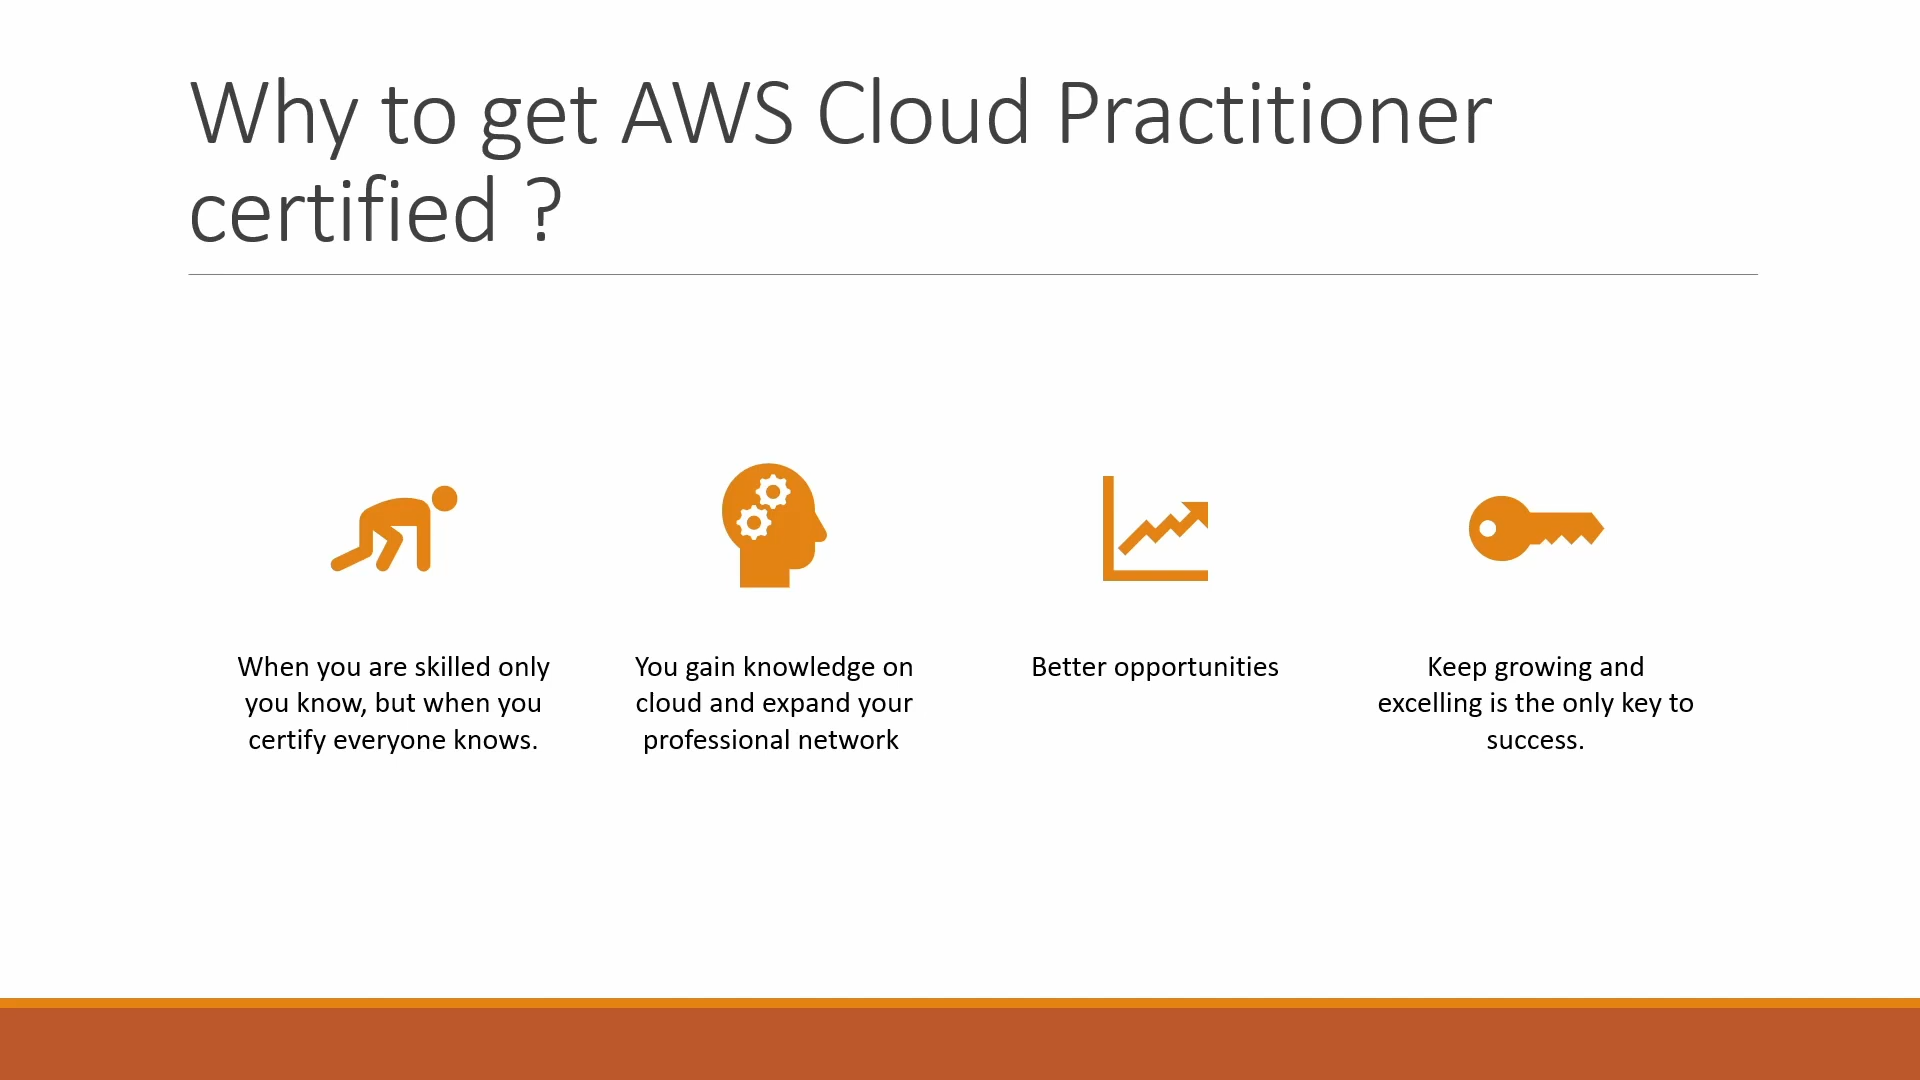 Why to get AWS Cloud Practitioner
certified ?
When you are skilled only
you know, but when you
certify everyone knows.
You gain knowledge on
cloud and expand your
professional network
Better opportunities
Keep growing and
excelling is the only key to
success.